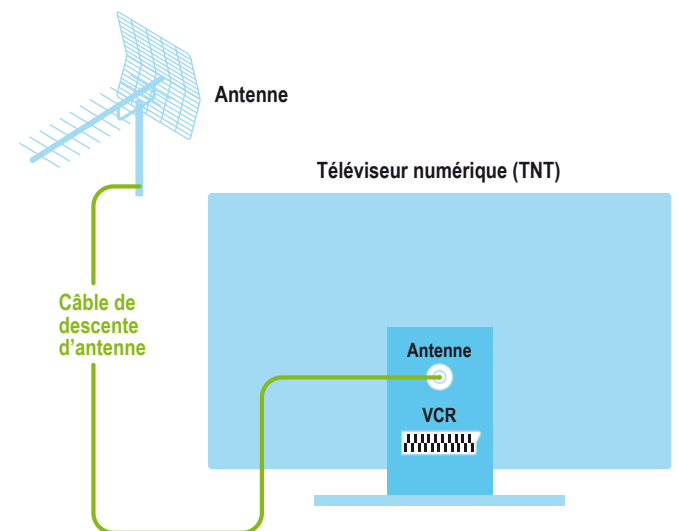 Antenne
Téléviseur numérique (TNT)
Câble de
descente
d’antenne
Antenne
VCR